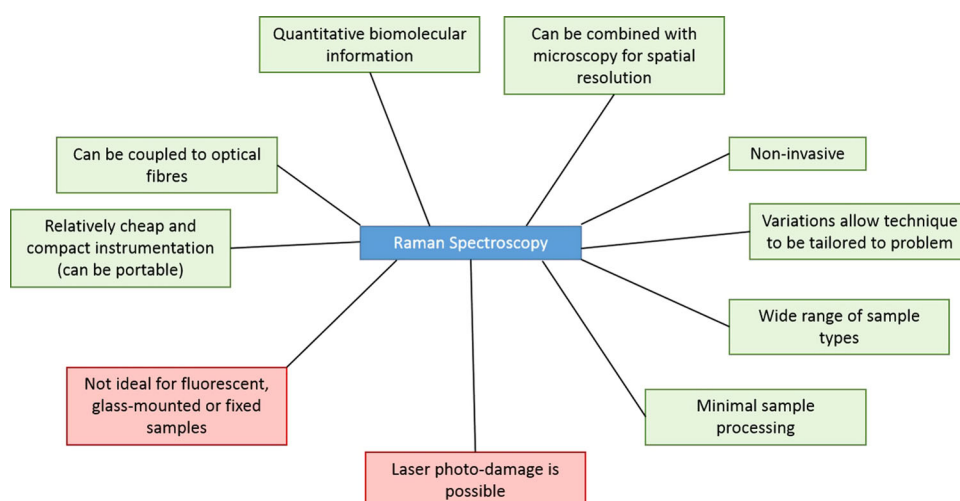 Quantitative biomolecular
information
Can be combined with
microscopy for spatial
resolution
Can be coupled to optical
fibres
Non-invasive
Relatively cheap and
compact instrumentation
(can be portable)
Raman Spectroscopy
Variations allow technique
to be tailored to problem
Wide range of sample
types
Not ideal for fluorescent,
glass-mounted or fixed
samples
Minimal sample
processing
Laser photo-damage is
possible